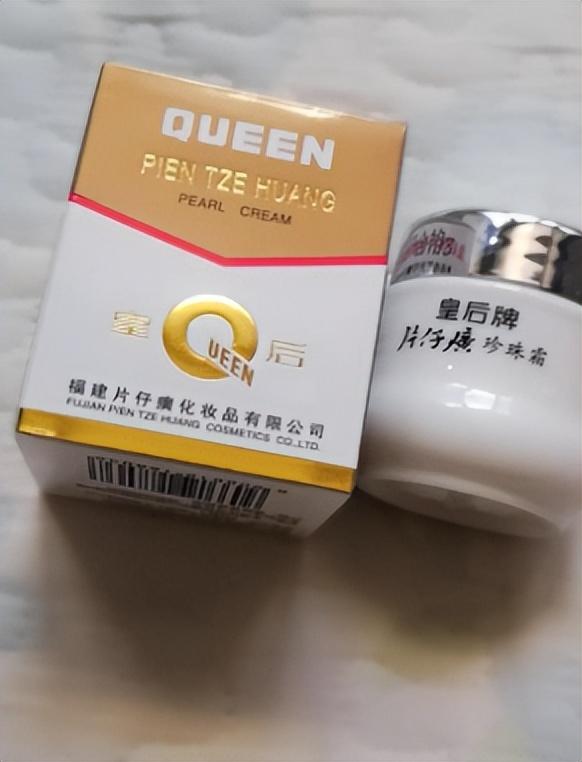 QUEEN
PIEN TZE HUANG
PEARL CREAM
皇 QUEEN 后
福建片仔癀化妆品有限公司
FUJIAN PIEN TZE HUANG COSMETICS CO.,LTD.
皇后牌
片仔癀珍珠霜